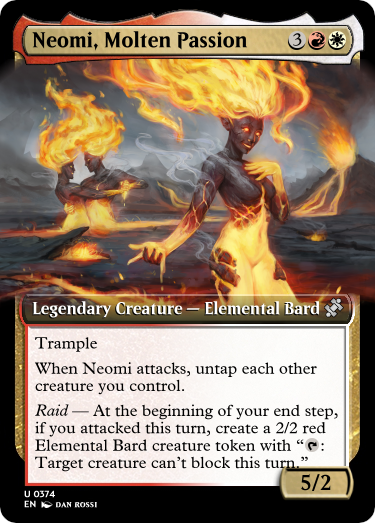 Neomi, Molten Passion 3
Legendary Creature — Elemental Bard
Trample
When Neomi attacks, untap each other
creature you control.
Raid — At the beginning of your end step,
if you attacked this turn, create a 2/2 red
Elemental Bard creature token with “:
Target creature can’t block this turn.”
5/2
U 0374
EN DAN ROSSI